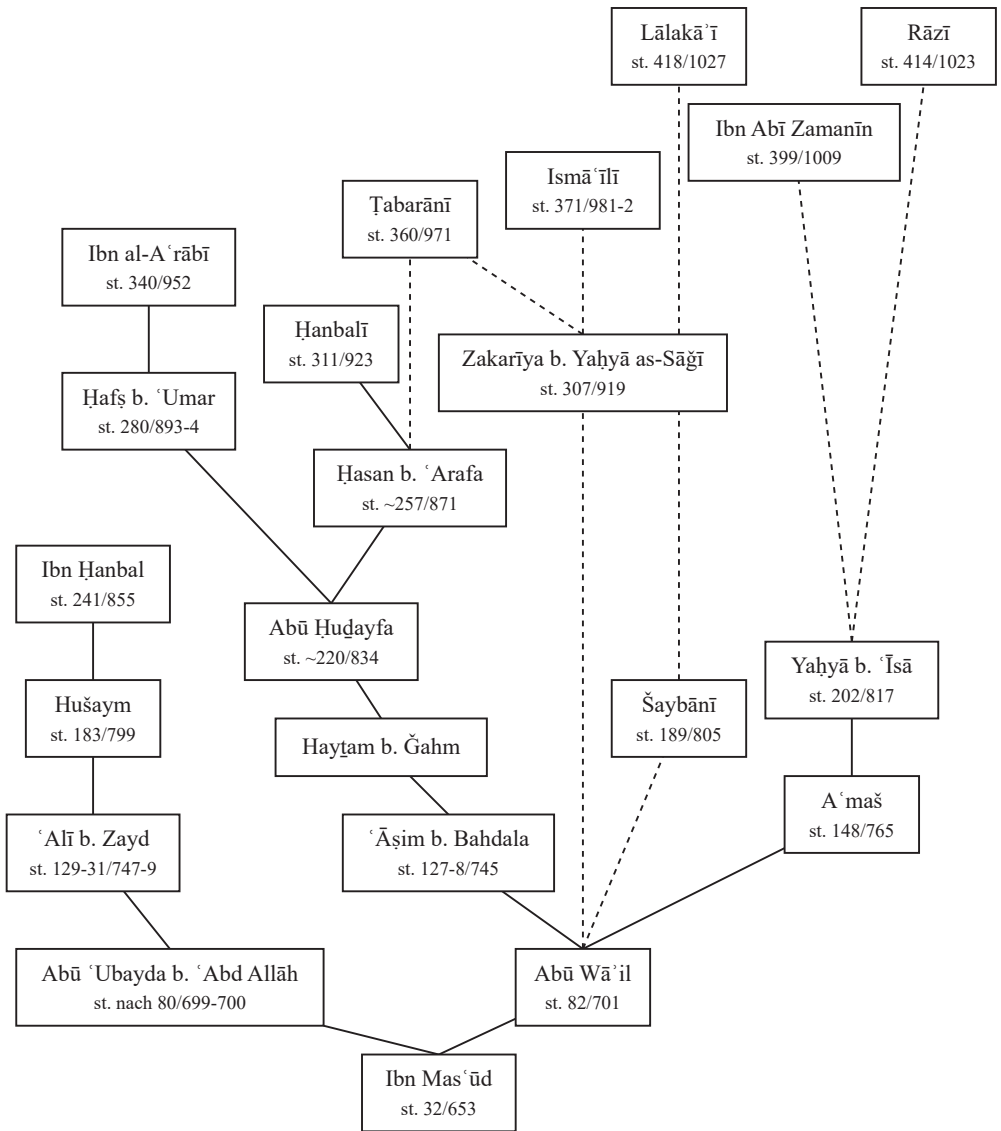 Lālakāʾī
st. 418/1027
Rāzī
st. 414/1023
Ibn Abī Zamanīn
st. 399/1009
Ismāʿīlī
st. 371/981-2
Ṭabarānī
st. 360/971
Ibn al-Aʿrābī
st. 340/952
Ḥanbalī
st. 311/923
Zakarīya b. Yaḥyā as-Sāǧī
st. 307/919
Ḥafṣ b. ʿUmar
st. 280/893-4
Ḥasan b. ʿArafa
st. ~257/871
Ibn Ḥanbal
st. 241/855
Abū Ḥuḏayfa
st. ~220/834
Yaḥyā b. ʿĪsā
st. 202/817
Hušaym
st. 183/799
Šaybānī
st. 189/805
Hayṯam b. Ǧahm
Aʿmaš
st. 148/765
ʿAlī b. Zayd
st. 129-31/747-9
ʿĀṣim b. Bahdala
st. 127-8/745
Abū ʿUbayda b. ʿAbd Allāh
st. nach 80/699-700
Abū Wāʾil
st. 82/701
Ibn Masʿūd
st. 32/653